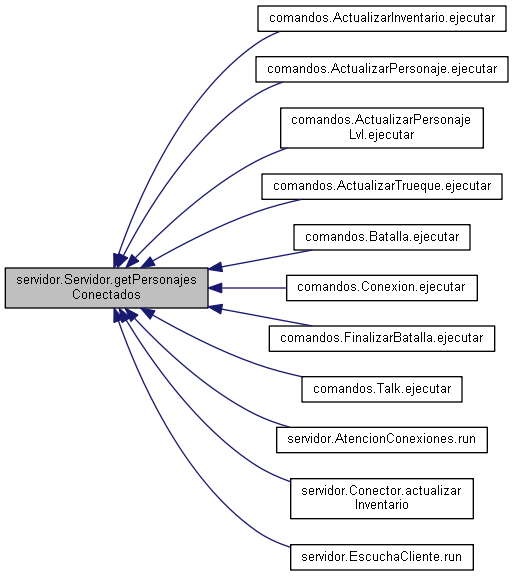 comandos.ActualizarInventario.ejecutar
comandos.ActualizarPersonaje.ejecutar
comandos.ActualizarPersonaje
Lvl.ejecutar
comandos.ActualizarTrueque.ejecutar
comandos.Batalla.ejecutar
servidor.Servidor.getPersonajes
Conectados
comandos.Conexion.ejecutar
comandos.FinalizarBatalla.ejecutar
comandos.Talk.ejecutar
servidor.AtencionConexiones.run
servidor.Conector.actualizar
Inventario
servidor.EscuchaCliente.run